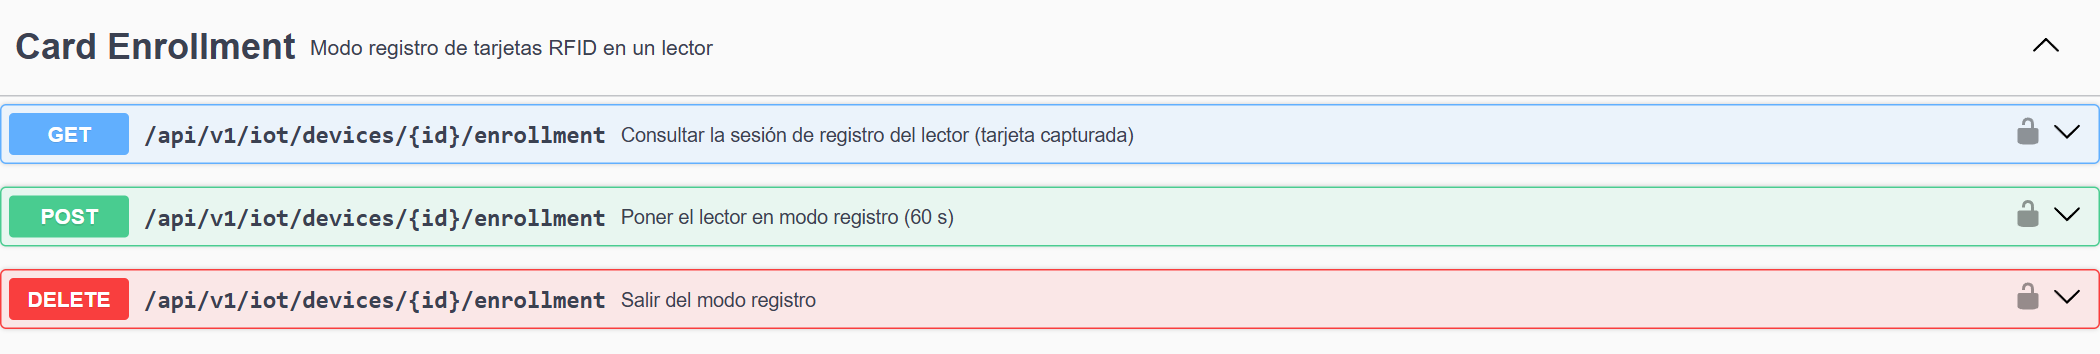 Card Enrollment Modo registro de tarjetas RFID en un lector
GET /api/v1/iot/devices/{id}/enrollment Consultar la sesión de registro del lector (tarjeta capturada)
POST /api/v1/iot/devices/{id}/enrollment Poner el lector en modo registro (60 s)
DELETE /api/v1/iot/devices/{id}/enrollment Salir del modo registro